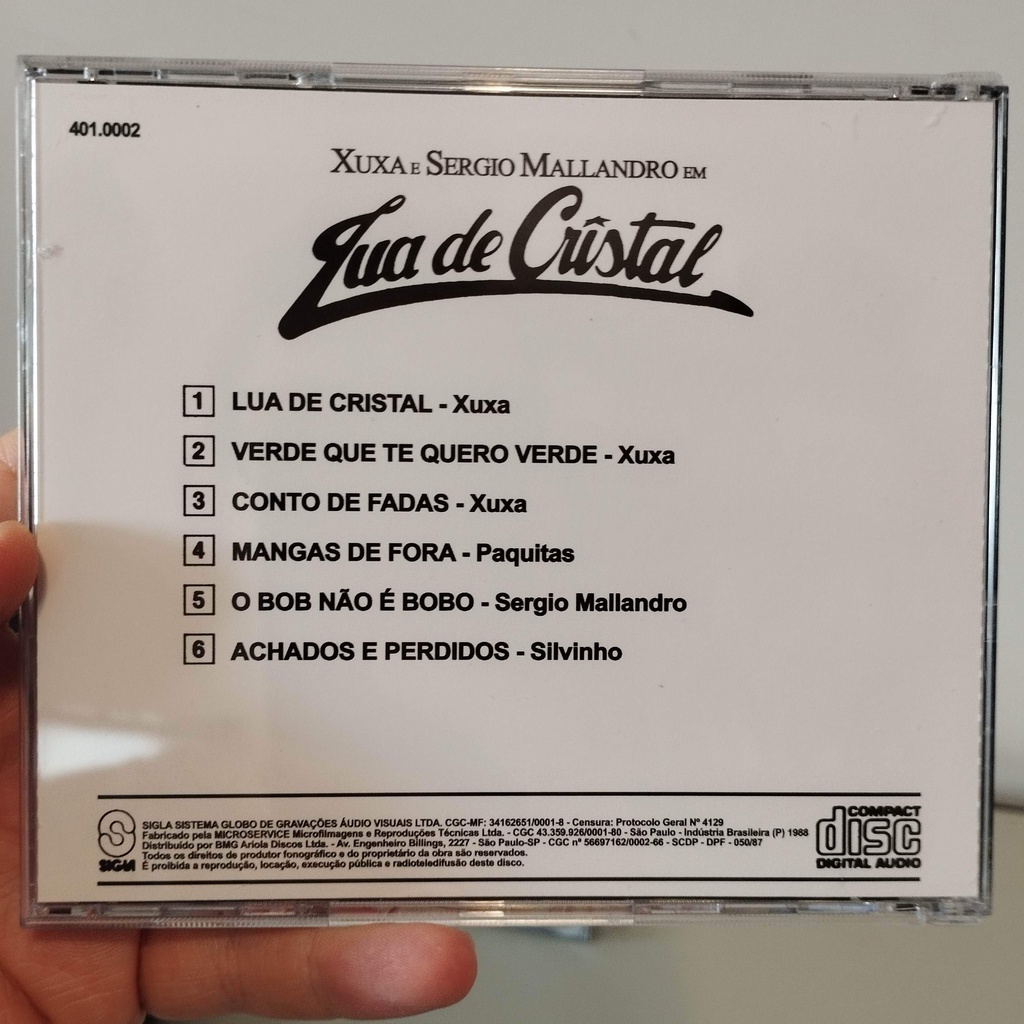 401.0002
XUXA E SERGIO MALLANDRO EM
Lua de Cristal
1 LUA DE CRISTAL - Xuxa
2 VERDE QUE TE QUERO VERDE - Xuxa
3 CONTO DE FADAS - Xuxa
4 MANGAS DE FORA - Paquitas
5 O BOB NÃO É BOBO - Sergio Mallandro
6 ACHADOS E PERDIDOS - Silvinho
SIGLA SISTEMA GLOBO DE GRAVAÇÕES ÁUDIO VISUAIS LTDA. CGC-MF: 34162651/0001-8 - Censura: Protocolo Geral Nº 4129
Fabricado pela MICROSERVICE Microfilmagens e Reproduções Técnicas Ltda. - CGC 43.359.926/0001-80 - São Paulo - Indústria Brasileira (P) 1988
Distribuído por BMG Ariola Discos Ltda. - Av. Engenheiro Billings, 2227 - São Paulo-SP - CGC nº 56697162/0002-66 - SCDP - DPF - 050/87
Todos os direitos de produtor fonográfico e do proprietário da obra são reservados.
É proibida a reprodução, locação, execução pública e radioteledifusão deste disco.
SIGLA
COMPACT
disc
DIGITAL AUDIO